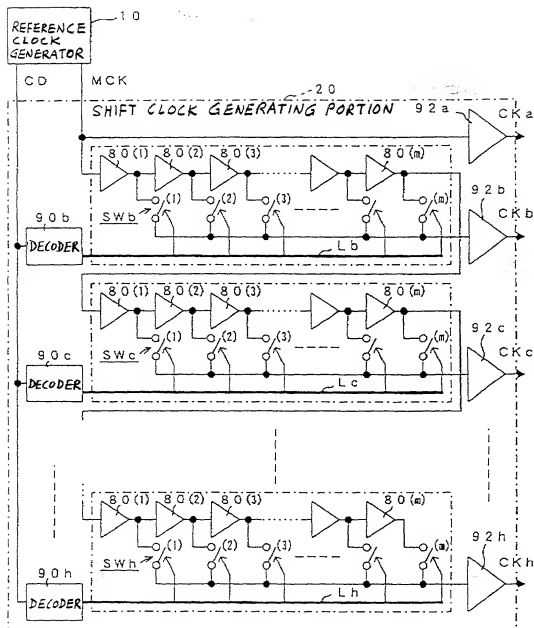 REFERENCE CLOCK GENERATOR
10
CD
MCK
20
SHIFT CLOCK GENERATING PORTION
92a
CKa
80(1)
80(2)
80(3)
80(m)
92b
CKb
(1)
(2)
(3)
(m)
SWb
90b
DECODER
Lb
80(1)
80(2)
80(3)
80(m)
92c
CKc
(1)
(2)
(3)
(m)
SWc
90c
DECODER
Lc
80(1)
80(2)
80(3)
80(m)
92h
CKh
(1)
(2)
(3)
(m)
SWh
90h
DECODER
Lh